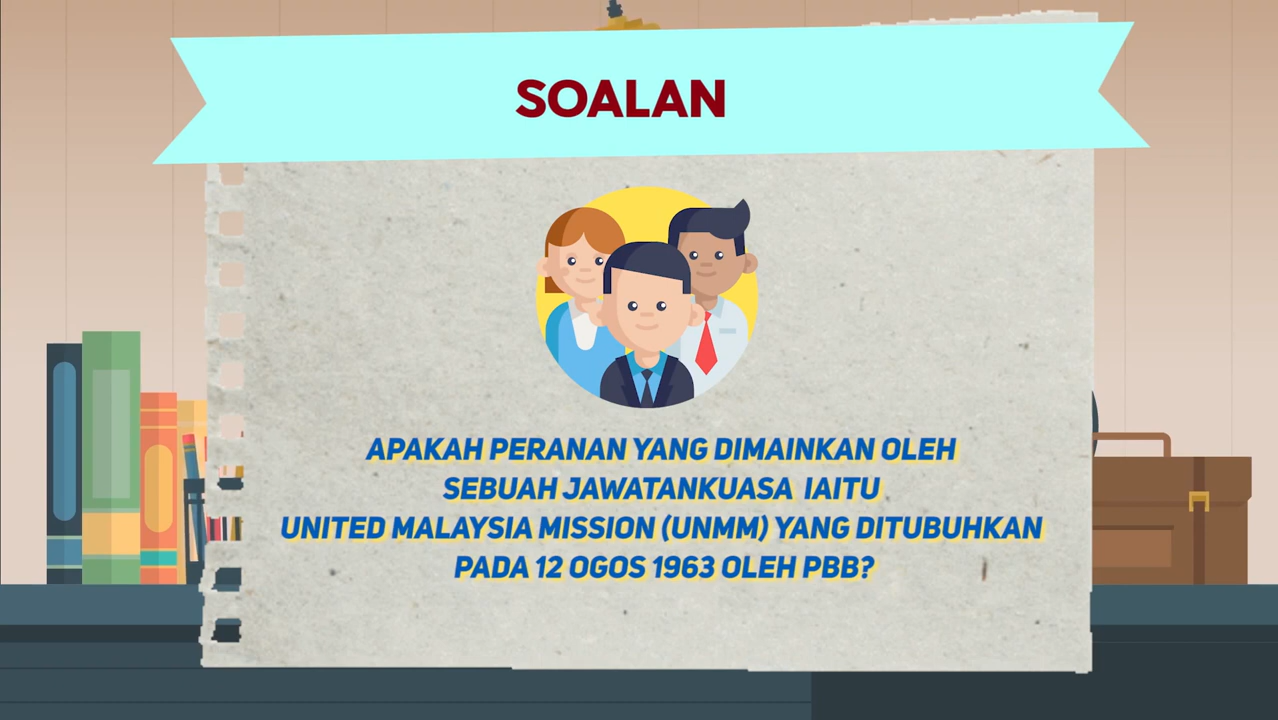 SOALAN
APAKAH PERANAN YANG DIMAINKAN OLEH
SEBUAH JAWATANKUASA IAITU
UNITED MALAYSIA MISSION (UNMM) YANG DITUBUHKAN
PADA 12 OGOS 1963 OLEH PBB?